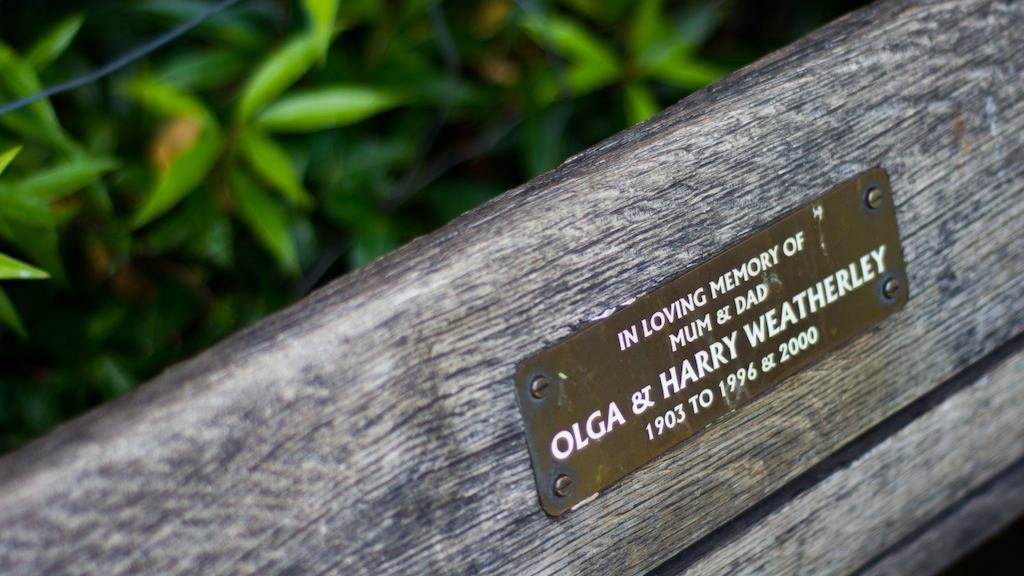 IN LOVING MEMORY OF
MUM & DAD
OLGA & HARRY WEATHERLEY
1903 TO 1996 & 2000